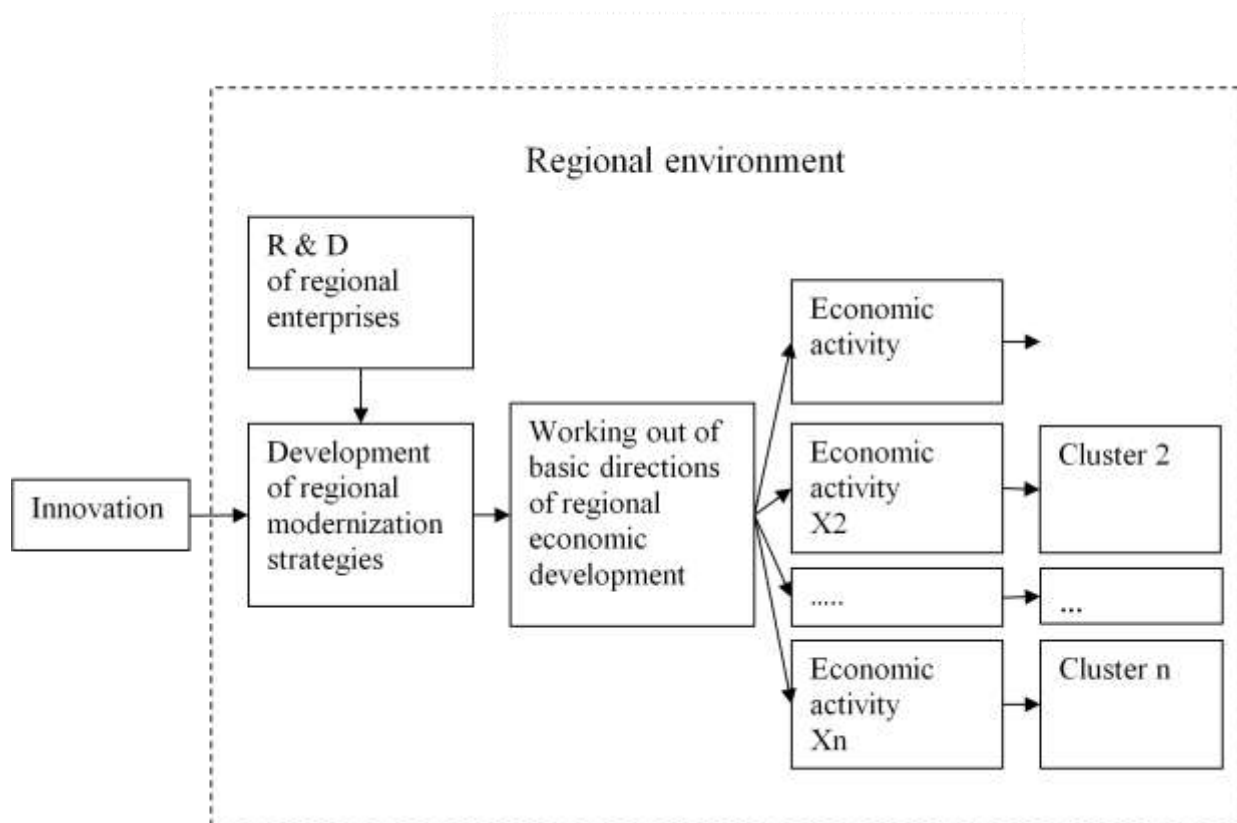 Regional environment
R & D
of regional
enterprises
Innovation
Development
of regional
modernization
strategies
Working out of
basic directions
of regional
economic
development
Economic
activity
Economic
activity
X2
Cluster 2
.....
...
Economic
activity
Xn
Cluster n